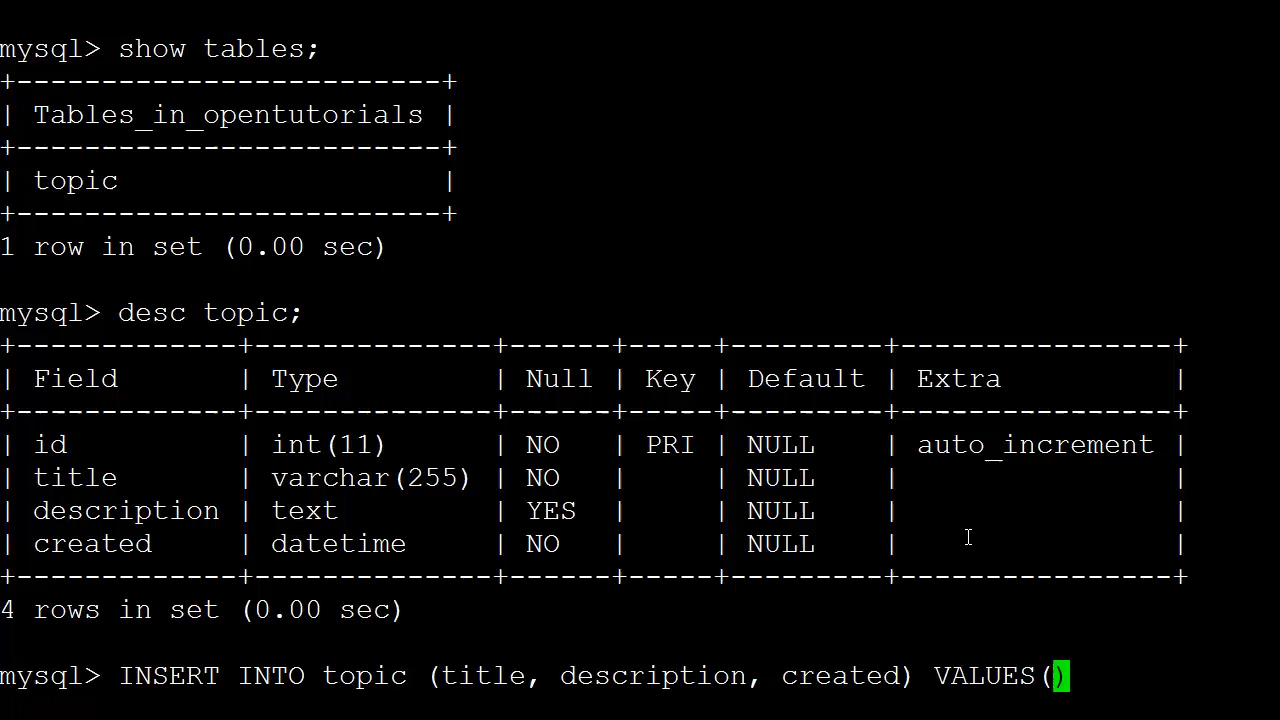 mysql> show tables;
+-------------------------+
| Tables_in_opentutorials |
+-------------------------+
| topic                   |
+-------------------------+
1 row in set (0.00 sec)
mysql> desc topic;
+-------------+--------------+------+-----+---------+----------------+
| Field       | Type         | Null | Key | Default | Extra          |
+-------------+--------------+------+-----+---------+----------------+
| id          | int(11)      | NO   | PRI | NULL    | auto_increment |
| title       | varchar(255) | NO   |     | NULL    |                |
| description | text         | YES  |     | NULL    |                |
| created     | datetime     | NO   |     | NULL    |                |
+-------------+--------------+------+-----+---------+----------------+
4 rows in set (0.00 sec)
mysql> INSERT INTO topic (title, description, created) VALUES()